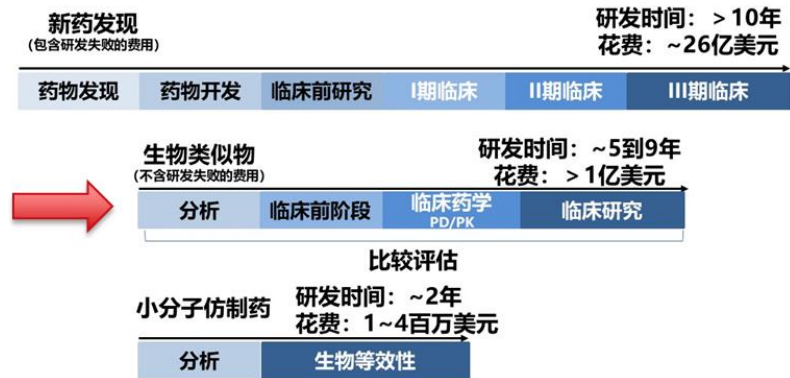 新药发现
(包含研发失败的费用)
研发时间：＞10年
花费：~26亿美元
药物发现 药物开发 临床前研究 I期临床 II期临床 III期临床
生物类似物
(不含研发失败的费用)
研发时间：~5到9年
花费：＞1亿美元
分析 临床前阶段 临床药学 PD/PK 临床研究
比较评估
小分子仿制药
研发时间：~2年
花费：1~4百万美元
分析 生物等效性